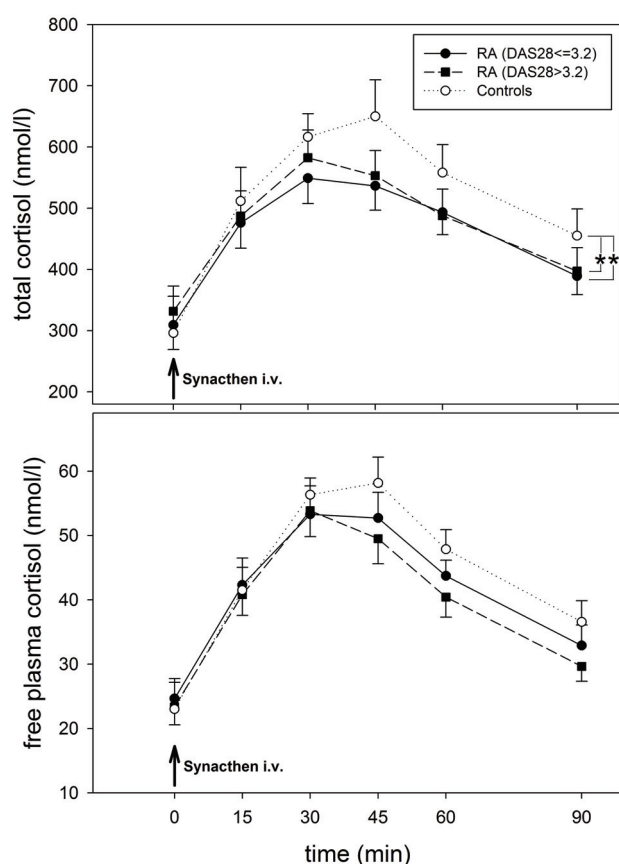 800
700
600
500
400
300
200
total cortisol (nmol/l)
RA (DAS28<=3.2)
RA (DAS28>3.2)
Controls
**
Synacthen i.v.
60
50
40
30
20
10
free plasma cortisol (nmol/l)
Synacthen i.v.
0 15 30 45 60 90
time (min)